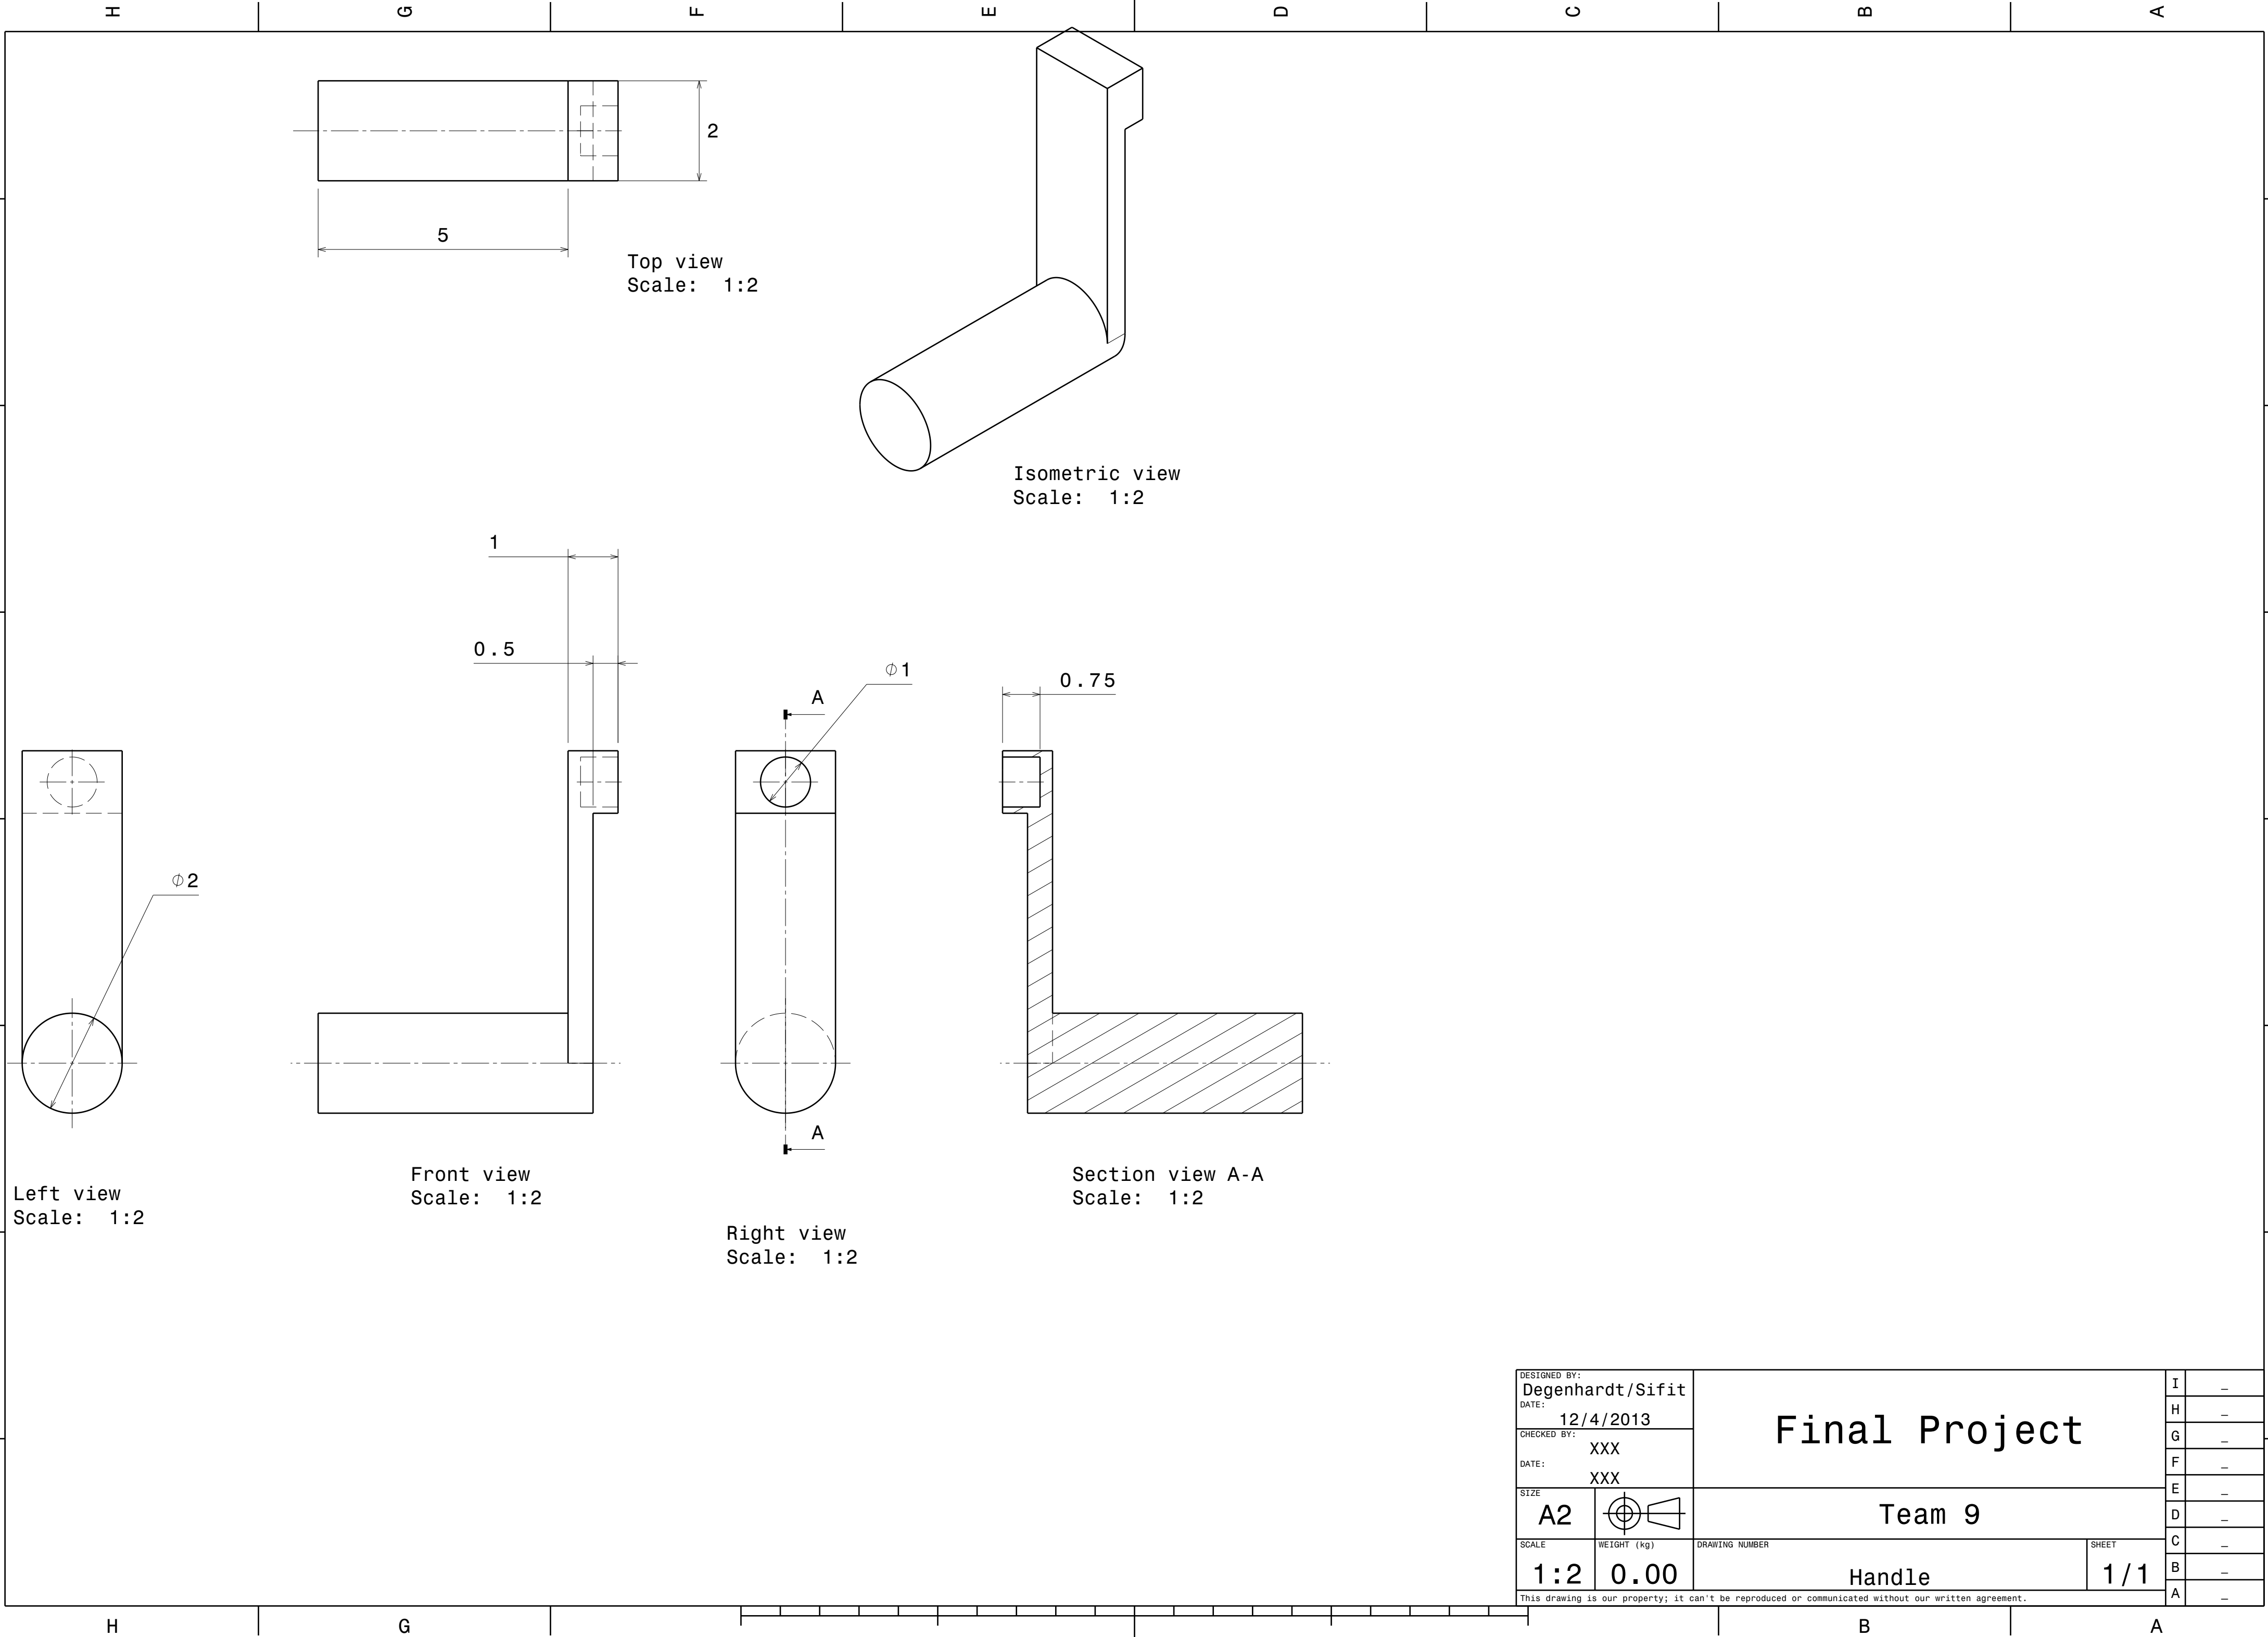 H G F E D C B A
2
5
Top view
Scale: 1:2
Isometric view
Scale: 1:2
1
0.5
⌀1
A
0.75
⌀2
A
Front view
Scale: 1:2
Section view A-A
Scale: 1:2
Left view
Scale: 1:2
Right view
Scale: 1:2
DESIGNED BY:
Degenhardt/Sifit
DATE:
12/4/2013
CHECKED BY:
XXX
DATE:
XXX
Final Project
SIZE
A2
Team 9
SCALE
1:2
WEIGHT (kg)
0.00
DRAWING NUMBER
Handle
SHEET
1/1
I _
H _
G _
F _
E _
D _
C _
B _
A _
This drawing is our property; it can't be reproduced or communicated without our written agreement.
H G B A